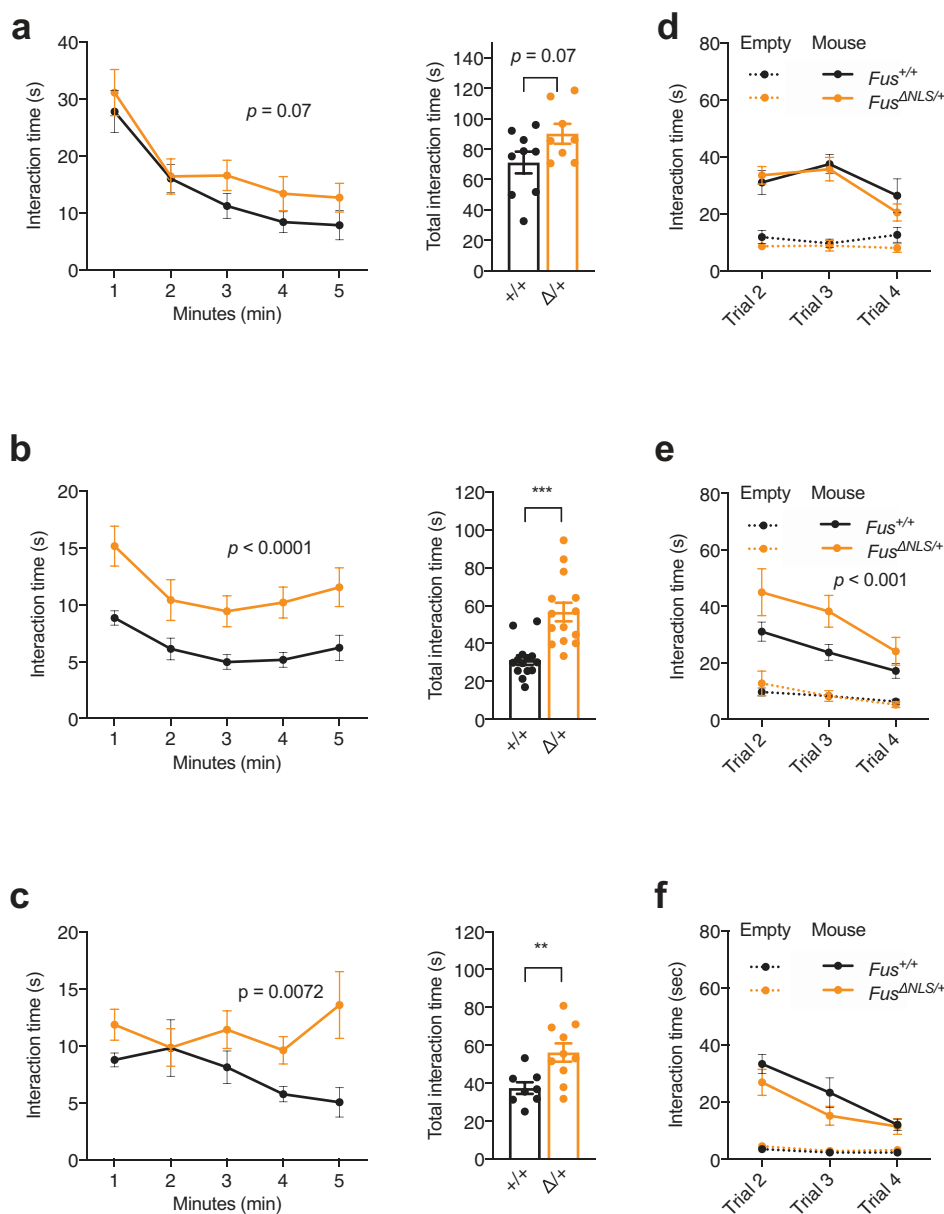 a
Interaction time (s)
40
30
20
10
0
p = 0.07
1 2 3 4 5
Minutes (min)
Total interaction time (s)
140
120
100
80
60
40
20
0
p = 0.07
+/+ Δ/+
d
Interaction time (s)
80
60
40
20
0
Empty Mouse
Fus+/+
FusΔNLS/+
Trial 2 Trial 3 Trial 4
b
Interaction time (s)
20
15
10
5
0
p < 0.0001
1 2 3 4 5
Minutes (min)
Total interaction time (s)
120
100
80
60
40
20
0
***
+/+ Δ/+
e
Interaction time (s)
80
60
40
20
0
Empty Mouse
Fus+/+
FusΔNLS/+
p < 0.001
Trial 2 Trial 3 Trial 4
c
Interaction time (s)
20
15
10
5
0
p = 0.0072
1 2 3 4 5
Minutes (min)
Total interaction time (s)
120
100
80
60
40
20
0
**
+/+ Δ/+
f
Interaction time (sec)
80
60
40
20
0
Empty Mouse
Fus+/+
FusΔNLS/+
Trial 2 Trial 3 Trial 4